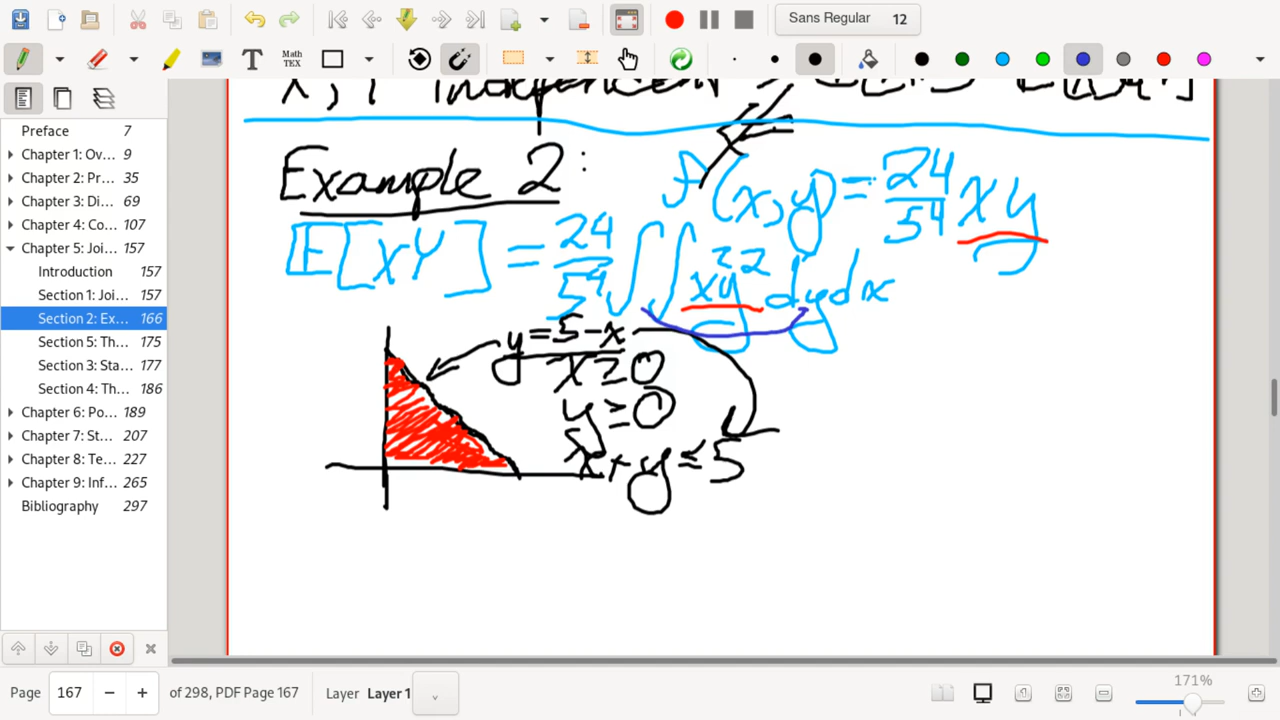 Sans Regular 12
Math TEX
Preface 7
Chapter 1: Ov... 9
Chapter 2: Pr... 35
Chapter 3: Di... 69
Chapter 4: Co... 107
Chapter 5: Joi... 157
Introduction 157
Section 1: Joi... 157
Section 2: Ex... 166
Section 5: Th... 175
Section 3: Sta... 177
Section 4: Th... 186
Chapter 6: Po... 189
Chapter 7: St... 207
Chapter 8: Te... 227
Chapter 9: Inf... 265
Bibliography 297
X, Y independent
Example 2:
f(x,y) = 24/5⁴ xy
E[XY] = 24/5⁴ ∫∫ x²y² dydx
y=5-x
x≥0
y≥0
x+y≤5
Page 167 of 298, PDF Page 167 Layer Layer 1 171%